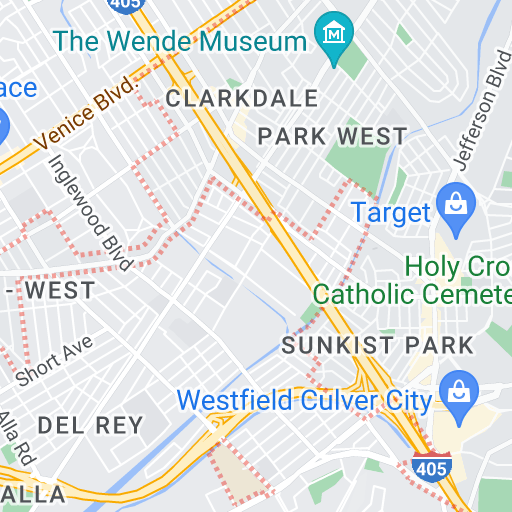 405
The Wende Museum
ace
Venice Blvd.
CLARKDALE
PARK WEST
Jefferson Blvd
Inglewood Blvd
Target
Holy Cro
Catholic Cemete
- WEST
SUNKIST PARK
Short Ave
Westfield Culver City
Alla Rd
DEL REY
405
ALLA